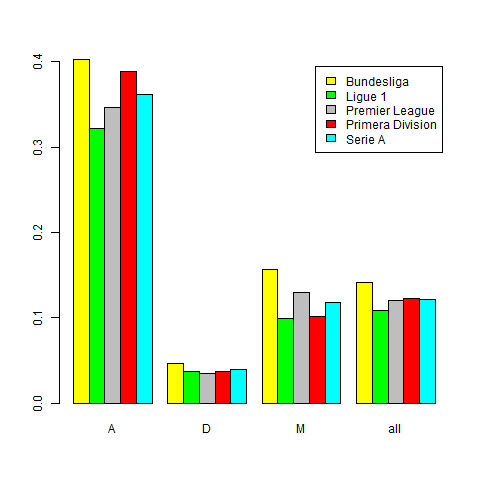 0.4
0.3
0.2
0.1
0.0
Bundesliga
Ligue 1
Premier League
Primera Division
Serie A
A D M all